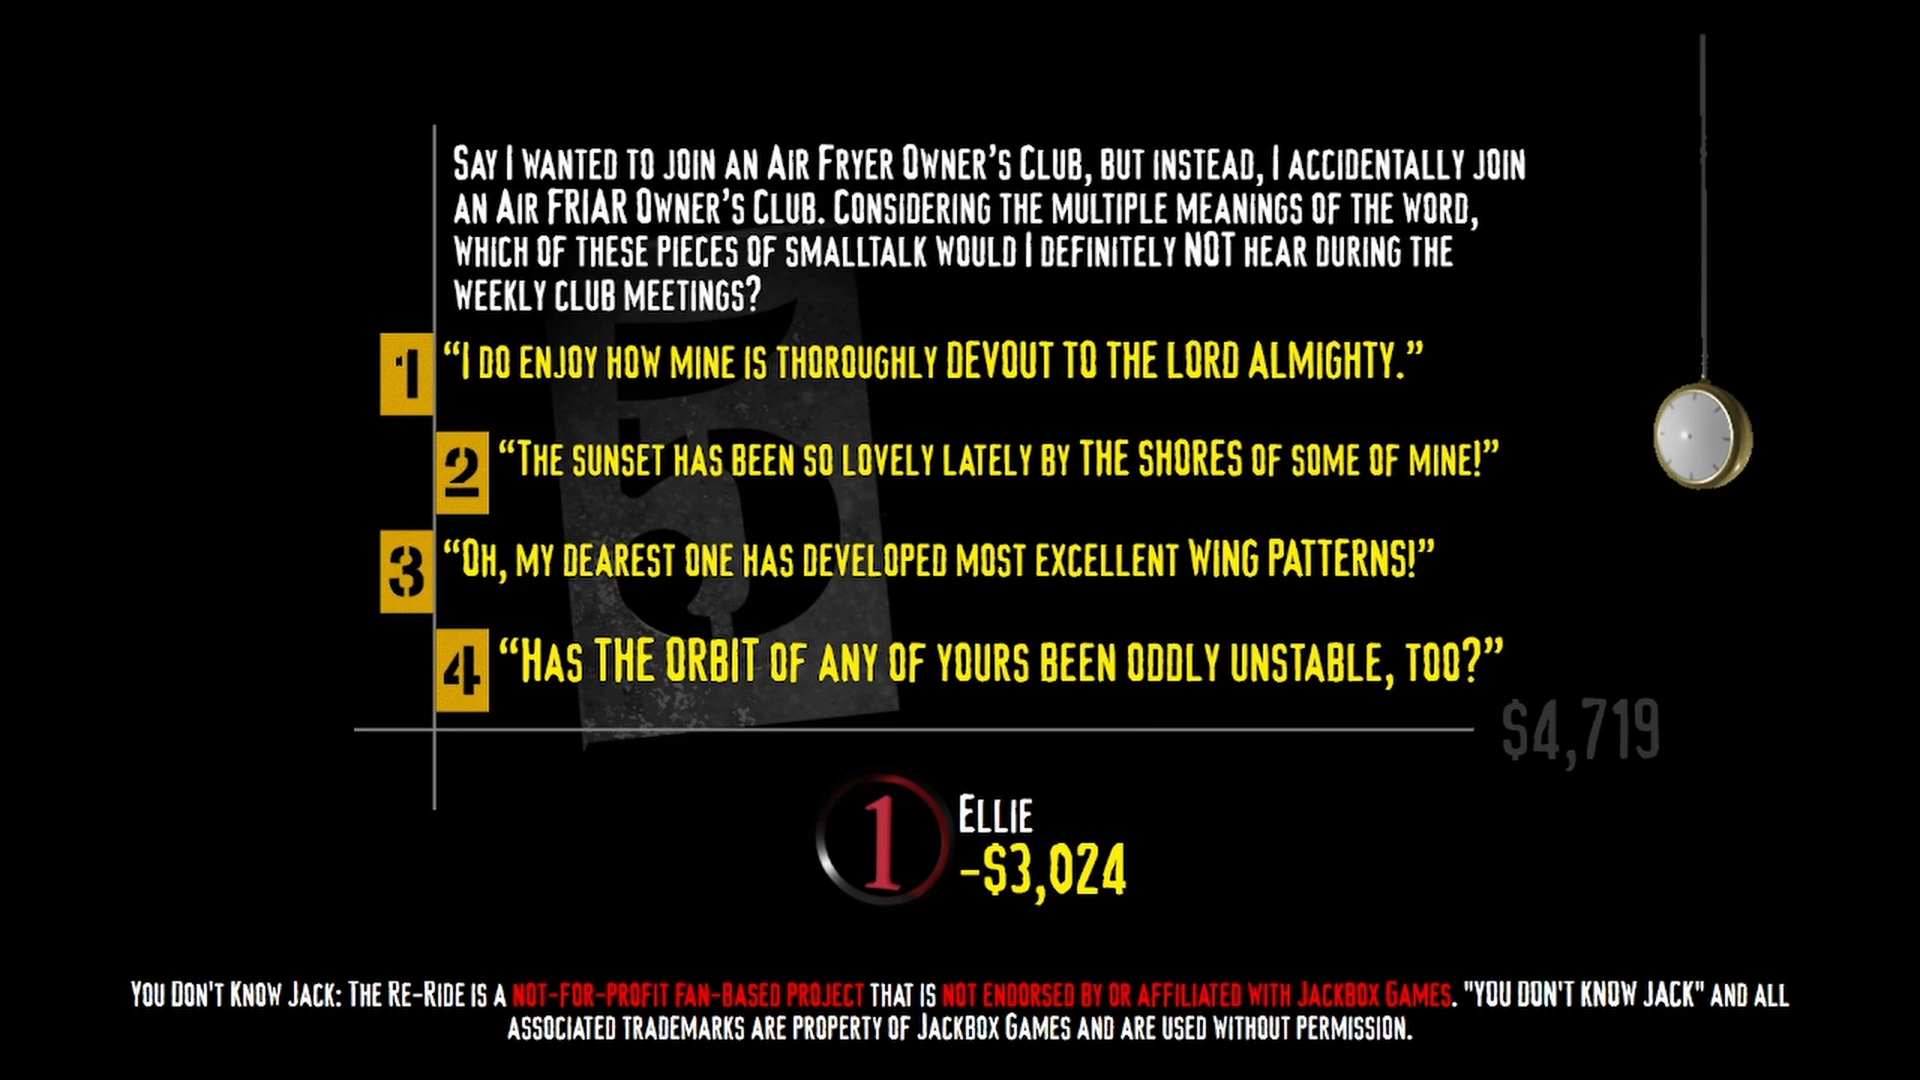 Say I wanted to join an Air Fryer Owner's Club, but instead, I accidentally join
an Air FRIAR Owner's Club. Considering the multiple meanings of the word,
which of these pieces of smalltalk would I definitely NOT hear during the
weekly club meetings?
1 “I do enjoy how mine is thoroughly DEVOUT TO THE LORD ALMIGHTY.”
2 “The sunset has been so lovely lately by THE SHORES of some of mine!”
3 “Oh, my dearest one has developed most excellent WING PATTERNS!”
4 “Has THE ORBIT of any of yours been oddly unstable, too?”
5
$4,719
1 Ellie
-$3,024
You Don't Know Jack: The Re-Ride is a not-for-profit fan-based project that is not endorsed by or affiliated with Jackbox Games. "YOU DON'T KNOW JACK" and all
associated trademarks are property of Jackbox Games and are used without permission.